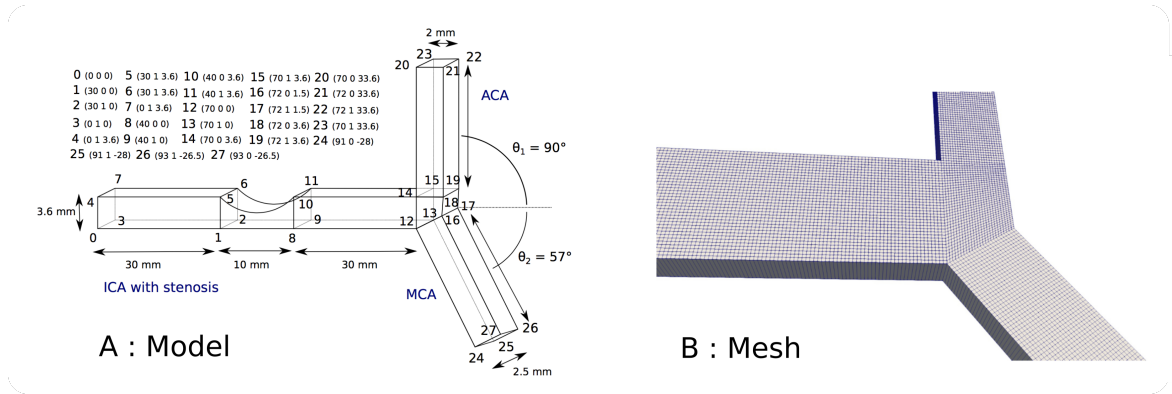 0 (0 0 0) 5 (30 1 3.6) 10 (40 0 3.6) 15 (70 1 3.6) 20 (70 0 33.6)
1 (30 0 0) 6 (30 1 3.6) 11 (40 1 3.6) 16 (72 0 1.5) 21 (72 0 33.6)
2 (30 1 0) 7 (0 1 3.6) 12 (70 0 0) 17 (72 1 1.5) 22 (72 1 33.6)
3 (0 1 0) 8 (40 0 0) 13 (70 1 0) 18 (72 0 3.6) 23 (70 1 33.6)
4 (0 1 3.6) 9 (40 1 0) 14 (70 0 3.6) 19 (72 1 3.6) 24 (91 0 -28)
25 (91 1 -28) 26 (93 1 -26.5) 27 (93 0 -26.5)
2 mm
23 22
20 21
ACA
θ1 = 90°
7 6 11 15 19
4 5 10 14 18
3.6 mm
3 2 9 12 13 16 17
0 1 8
30 mm 10 mm 30 mm
θ2 = 57°
ICA with stenosis
MCA
27 26
24 25
2.5 mm
A : Model
B : Mesh